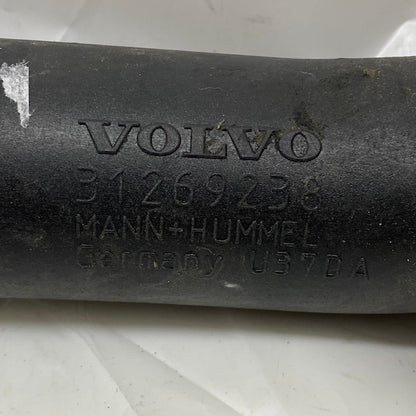 VOLVO
31269238
MANN+HUMMEL
Germany U37DA